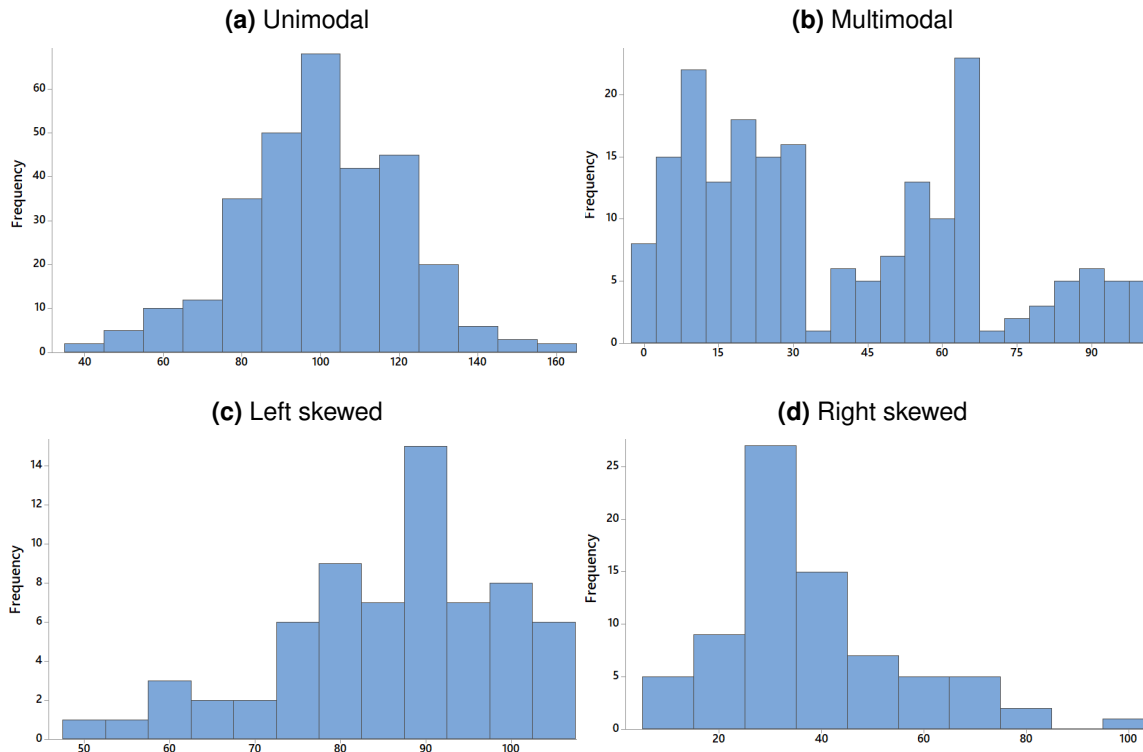 (a) Unimodal
Frequency
60
50
40
30
20
10
0
40 60 80 100 120 140 160
(b) Multimodal
Frequency
20
15
10
5
0
0 15 30 45 60 75 90
(c) Left skewed
Frequency
14
12
10
8
6
4
2
0
50 60 70 80 90 100
(d) Right skewed
Frequency
25
20
15
10
5
0
20 40 60 80 100